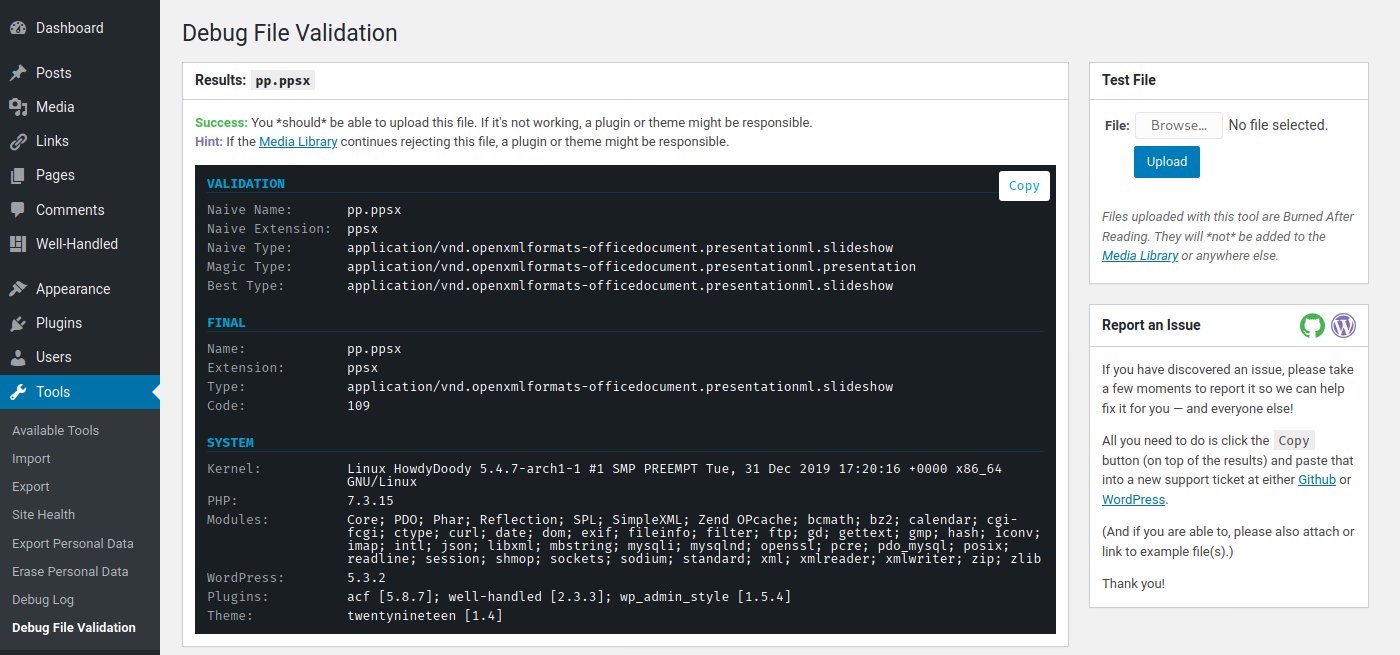 Dashboard
Posts
Media
Links
Pages
Comments
Well-Handled
Appearance
Plugins
Users
Tools
Available Tools
Import
Export
Site Health
Export Personal Data
Erase Personal Data
Debug Log
Debug File Validation
Debug File Validation
Results: pp.ppsx
Success: You *should* be able to upload this file. If it's not working, a plugin or theme might be responsible.
Hint: If the Media Library continues rejecting this file, a plugin or theme might be responsible.
Copy
VALIDATION
Naive Name: pp.ppsx
Naive Extension: ppsx
Naive Type: application/vnd.openxmlformats-officedocument.presentationml.slideshow
Magic Type: application/vnd.openxmlformats-officedocument.presentationml.presentation
Best Type: application/vnd.openxmlformats-officedocument.presentationml.slideshow
FINAL
Name: pp.ppsx
Extension: ppsx
Type: application/vnd.openxmlformats-officedocument.presentationml.slideshow
Code: 109
SYSTEM
Kernel: Linux HowdyDoody 5.4.7-arch1-1 #1 SMP PREEMPT Tue, 31 Dec 2019 17:20:16 +0000 x86_64
GNU/Linux
PHP: 7.3.15
Modules: Core; PDO; Phar; Reflection; SPL; SimpleXML; Zend OPcache; bcmath; bz2; calendar; cgi-
fcgi; ctype; curl; date; dom; exif; fileinfo; filter; ftp; gd; gettext; gmp; hash; iconv;
imap; intl; json; libxml; mbstring; mysqli; mysqlnd; openssl; pcre; pdo_mysql; posix;
readline; session; shmop; sockets; sodium; standard; xml; xmlreader; xmlwriter; zip; zlib
WordPress: 5.3.2
Plugins: acf [5.8.7]; well-handled [2.3.3]; wp_admin_style [1.5.4]
Theme: twentynineteen [1.4]
Test File
File: Browse... No file selected.
Upload
Files uploaded with this tool are Burned After
Reading. They will *not* be added to the
Media Library or anywhere else.
Report an Issue
If you have discovered an issue, please take
a few moments to report it so we can help
fix it for you — and everyone else!
All you need to do is click the Copy
button (on top of the results) and paste that
into a new support ticket at either Github or
WordPress.
(And if you are able to, please also attach or
link to example file(s).)
Thank you!